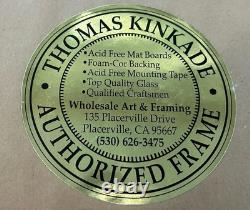 • THOMAS KINKADE •
• Acid Free Mat Boards
• Foam-Cor Backing
• Acid Free Mounting Tape
• Top Quality Glass
• Qualified Craftsmen
Wholesale Art & Framing
135 Placerville Drive
Placerville, CA 95667
(530) 626-3475
AUTHORIZED FRAME